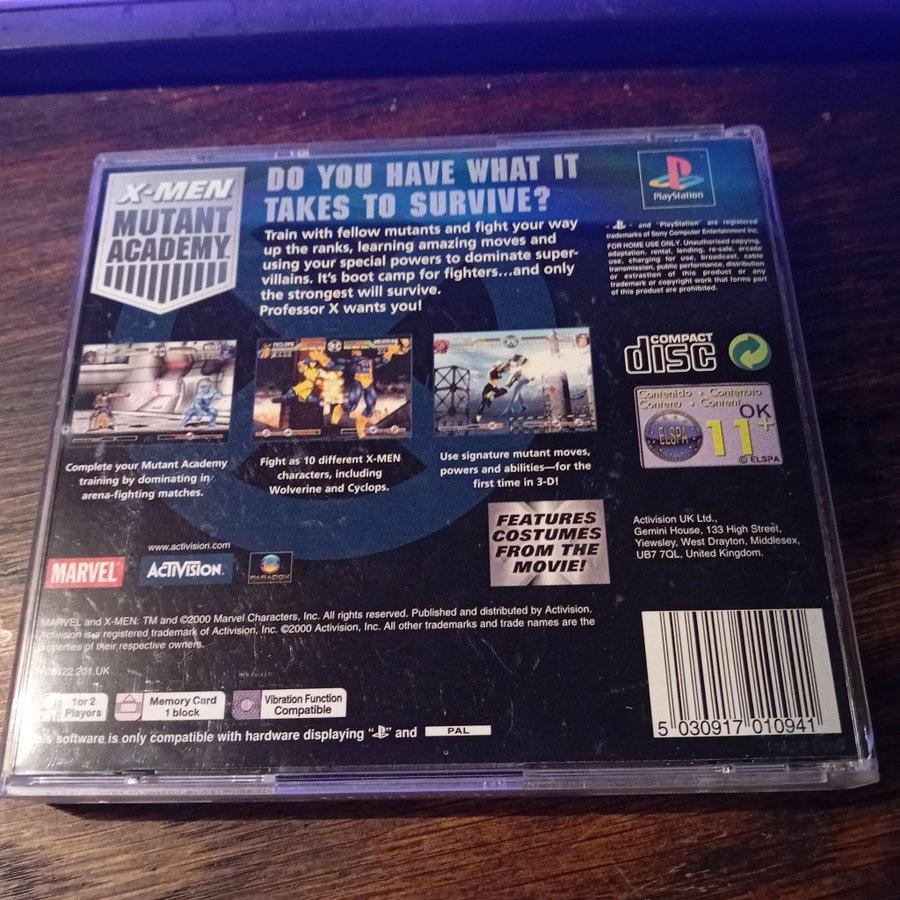 X-MEN
MUTANT
ACADEMY
DO YOU HAVE WHAT IT
TAKES TO SURVIVE?
Train with fellow mutants and fight your way
up the ranks, learning amazing moves and
using your special powers to dominate super-
villains. It's boot camp for fighters...and only
the strongest will survive.
Professor X wants you!
PlayStation
" " and "PlayStation" are registered
trademarks of Sony Computer Entertainment Inc.
FOR HOME USE ONLY. Unauthorised copying,
adaptation, rental, lending, re-sale, arcade
use, charging for use, broadcast, cable
transmission, public performance, distribution
or extraction of this product or any
trademark or copyright work that forms part
of this product are prohibited.
COMPACT
disc
Contenido • Contenuto
Contenu • Content
ELSPA
OK
11+
© ELSPA
Complete your Mutant Academy
training by dominating in
arena-fighting matches.
Fight as 10 different X-MEN
characters, including
Wolverine and Cyclops.
Use signature mutant moves,
powers and abilities—for the
first time in 3-D!
FEATURES
COSTUMES
FROM THE
MOVIE!
Activision UK Ltd.,
Gemini House, 133 High Street,
Yiewsley, West Drayton, Middlesex,
UB7 7QL, United Kingdom.
www.activision.com
MARVEL
ACTIVISION
PARADOX
MARVEL and X-MEN: TM and ©2000 Marvel Characters, Inc. All rights reserved. Published and distributed by Activision.
Activision is a registered trademark of Activision, Inc. ©2000 Activision, Inc. All other trademarks and trade names are the
properties of their respective owners.
422.201.UK
1 or 2
Players
Memory Card
1 block
Vibration Function
Compatible
his software is only compatible with hardware displaying " " and PAL
5 030917 010941